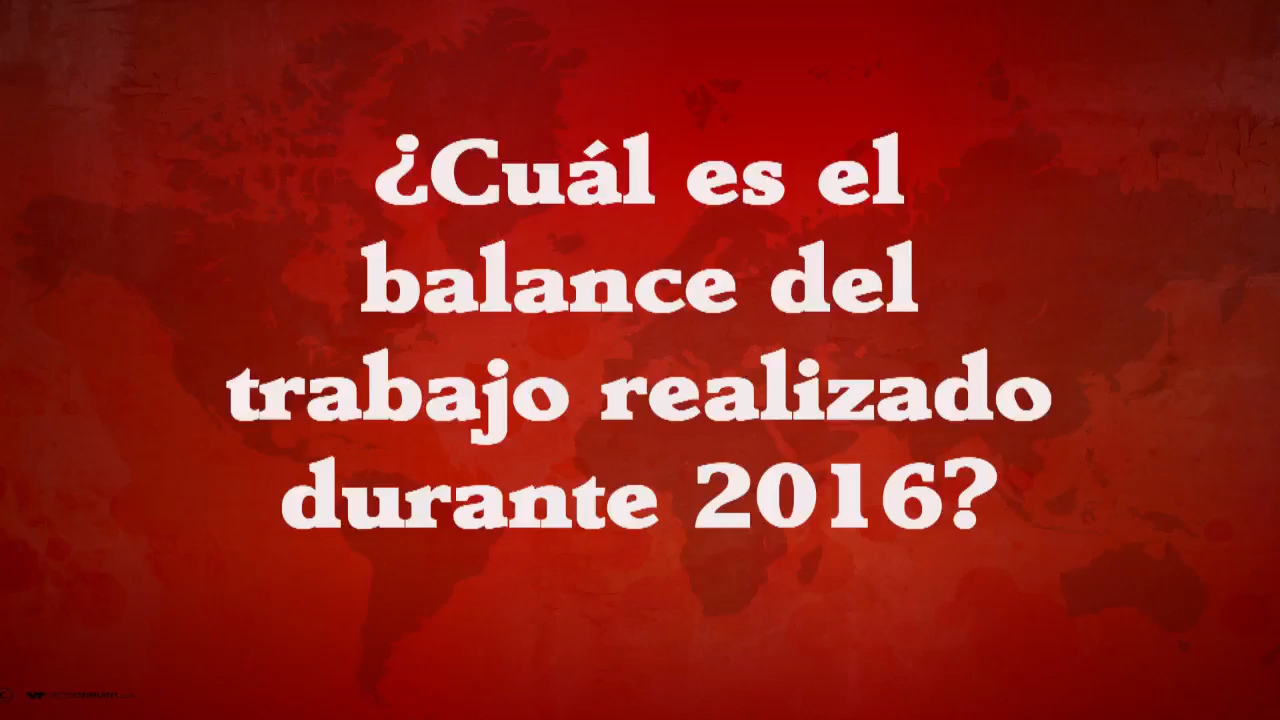 ¿Cuál es el
balance del
trabajo realizado
durante 2016?